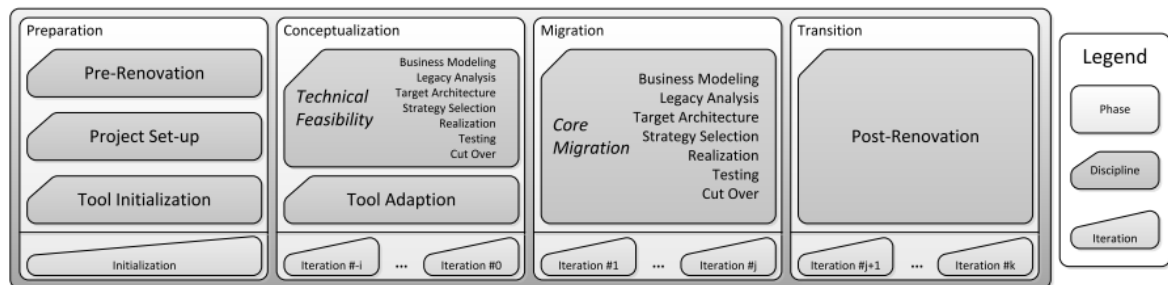 Preparation
Pre-Renovation
Project Set-up
Tool Initialization
Initialization
Conceptualization
Technical
Feasibility
Business Modeling
Legacy Analysis
Target Architecture
Strategy Selection
Realization
Testing
Cut Over
Tool Adaption
Iteration #-i
...
Iteration #0
Migration
Core
Migration
Business Modeling
Legacy Analysis
Target Architecture
Strategy Selection
Realization
Testing
Cut Over
Iteration #1
...
Iteration #j
Transition
Post-Renovation
Iteration #j+1
...
Iteration #k
Legend
Phase
Discipline
Iteration